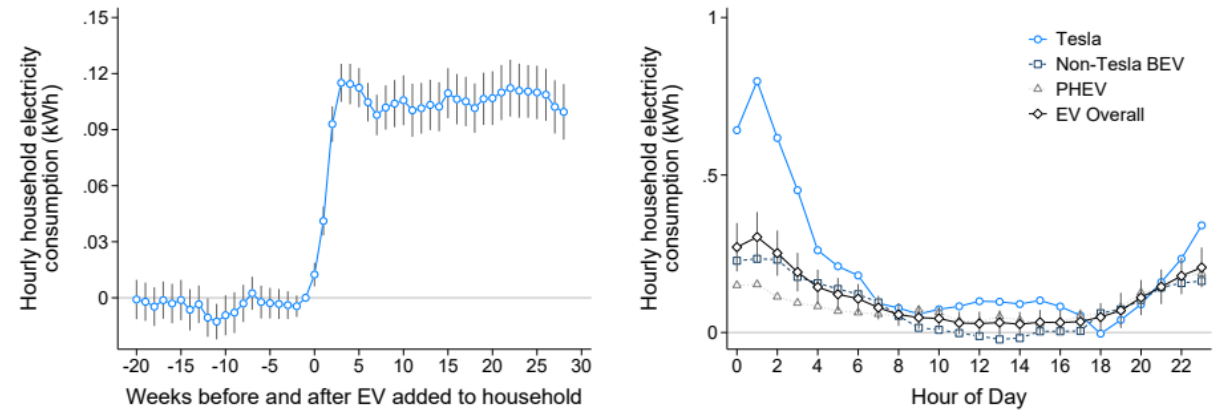 Hourly household electricity
consumption (kWh)
.15
.12
.09
.06
.03
0
-20 -15 -10 -5 0 5 10 15 20 25 30
Weeks before and after EV added to household
Hourly household electricity
consumption (kWh)
1
.5
0
Tesla
Non-Tesla BEV
PHEV
EV Overall
0 2 4 6 8 10 12 14 16 18 20 22
Hour of Day